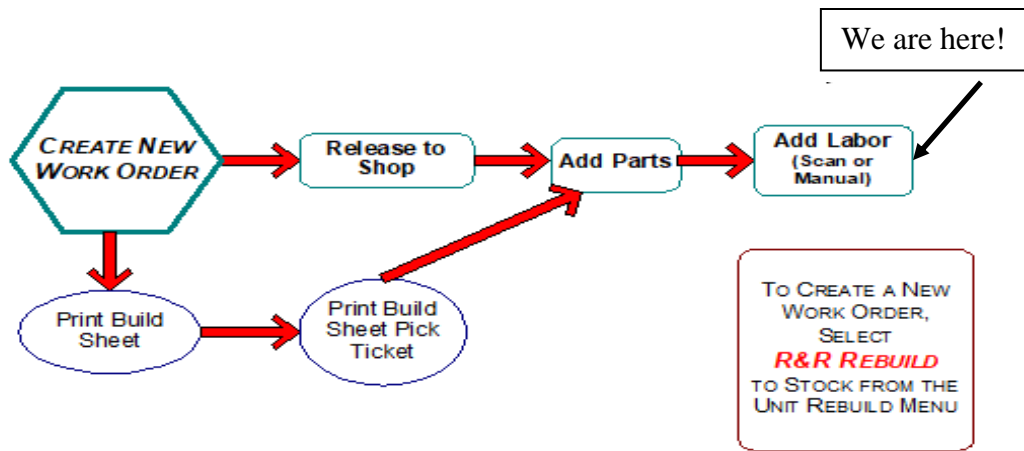 We are here!
CREATE NEW
WORK ORDER
Release to
Shop
Add Parts
Add Labor
(Scan or
Manual)
Print Build
Sheet
Print Build
Sheet Pick
Ticket
TO CREATE A NEW
WORK ORDER,
SELECT
R&R REBUILD
TO STOCK FROM THE
UNIT REBUILD MENU